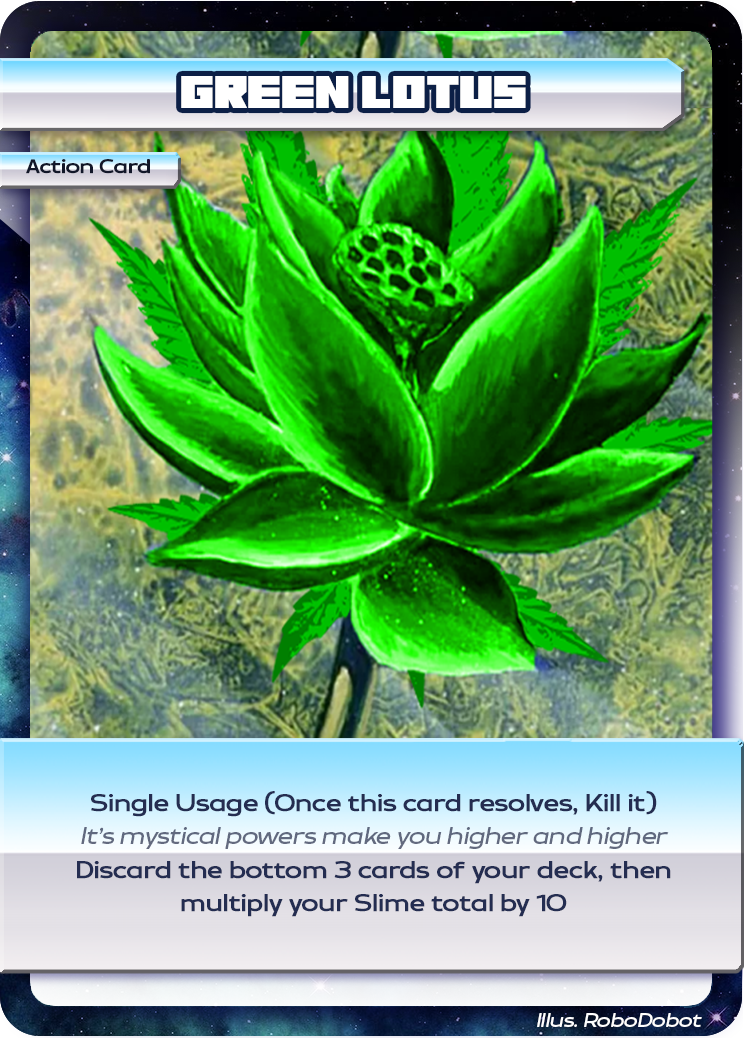 GREEN LOTUS
Action Card
Single Usage (Once this card resolves, Kill it)
It's mystical powers make you higher and higher
Discard the bottom 3 cards of your deck, then
multiply your Slime total by 10
Illus. RoboDobot